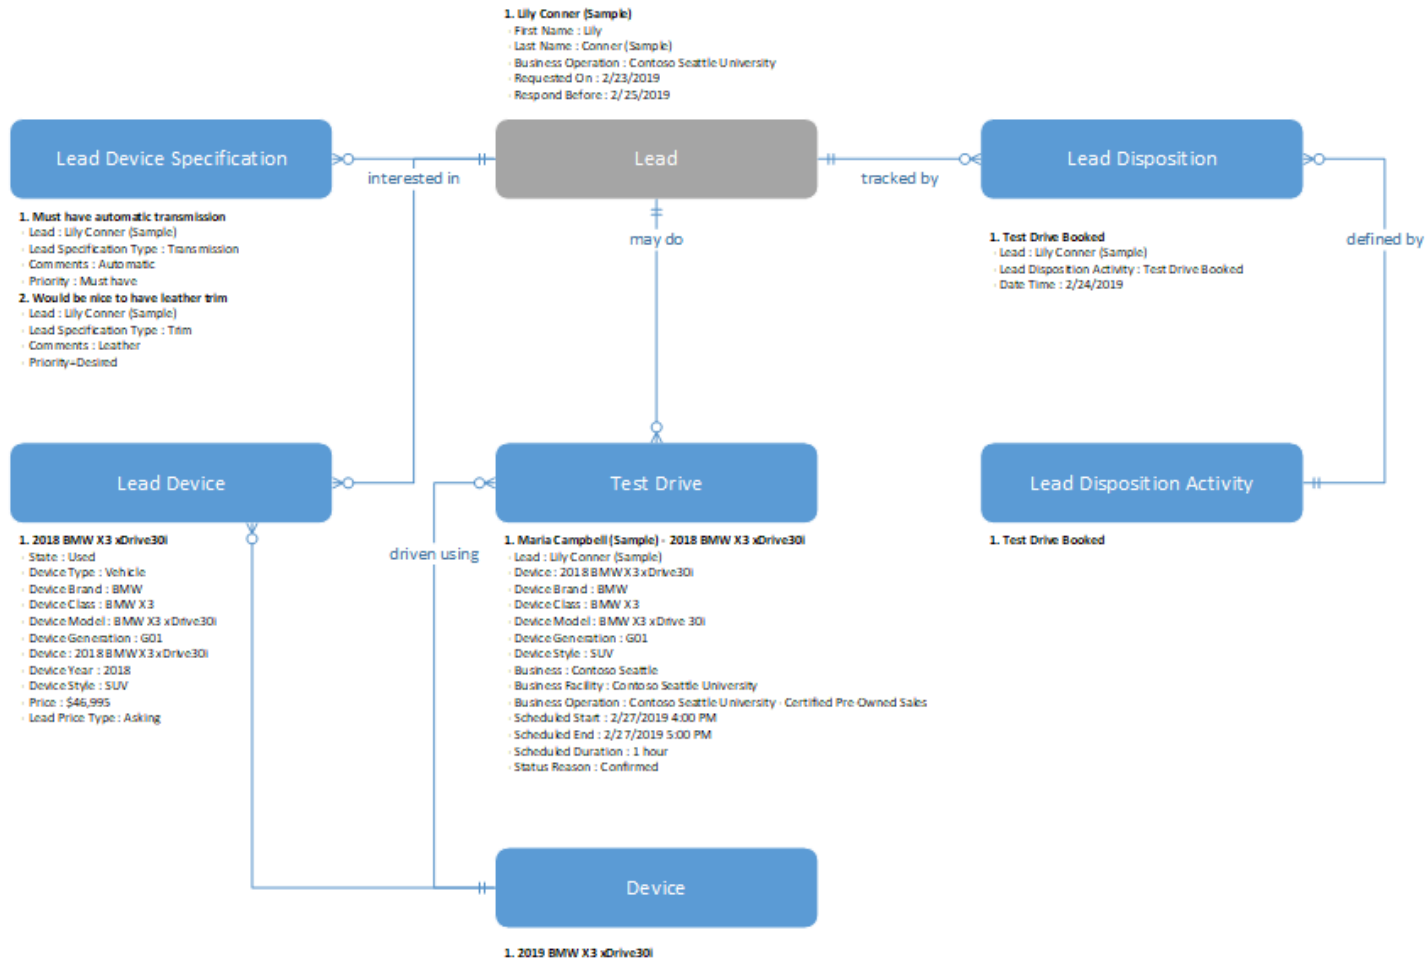 1. Lily Conner (Sample)
· First Name : Lily
· Last Name : Conner (Sample)
· Business Operation : Contoso Seattle University
· Requested On : 2/23/2019
· Respond Before : 2/25/2019
Lead Device Specification
Lead
Lead Disposition
interested in
tracked by
1. Must have automatic transmission
· Lead : Lily Conner (Sample)
· Lead Specification Type : Transmission
· Comments : Automatic
· Priority : Must have
2. Would be nice to have leather trim
· Lead : Lily Conner (Sample)
· Lead Specification Type : Trim
· Comments : Leather
· Priority=Desired
may do
1. Test Drive Booked
· Lead : Lily Conner (Sample)
· Lead Disposition Activity : Test Drive Booked
· Date Time : 2/24/2019
defined by
Lead Device
Test Drive
Lead Disposition Activity
1. 2018 BMW X3 xDrive30i
· State : Used
· Device Type : Vehicle
· Device Brand : BMW
· Device Class : BMW X3
· Device Model : BMW X3 xDrive30i
· Device Generation : G01
· Device : 2018 BMW X3 xDrive30i
· Device Year : 2018
· Device Style : SUV
· Price : $46,995
· Lead Price Type : Asking
driven using
1. Maria Campbell (Sample) - 2018 BMW X3 xDrive30i
· Lead : Lily Conner (Sample)
· Device : 2018 BMW X3 xDrive30i
· Device Brand : BMW
· Device Class : BMW X3
· Device Model : BMW X3 xDrive 30i
· Device Generation : G01
· Device Style : SUV
· Business : Contoso Seattle
· Business Facility : Contoso Seattle University
· Business Operation : Contoso Seattle University - Certified Pre-Owned Sales
· Scheduled Start : 2/27/2019 4:00 PM
· Scheduled End : 2/27/2019 5:00 PM
· Scheduled Duration : 1 hour
· Status Reason : Confirmed
1. Test Drive Booked
Device
1. 2019 BMW X3 xDrive30i